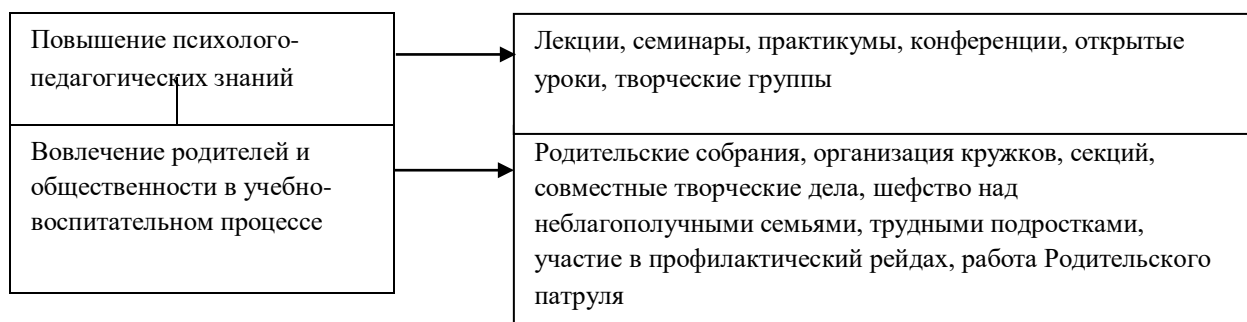 Повышение психолого-
педагогических знаний
Лекции, семинары, практикумы, конференции, открытые
уроки, творческие группы
Вовлечение родителей и
общественности в учебно-
воспитательном процессе
Родительские собрания, организация кружков, секций,
совместные творческие дела, шефство над
неблагополучными семьями, трудными подростками,
участие в профилактический рейдах, работа Родительского
патруля